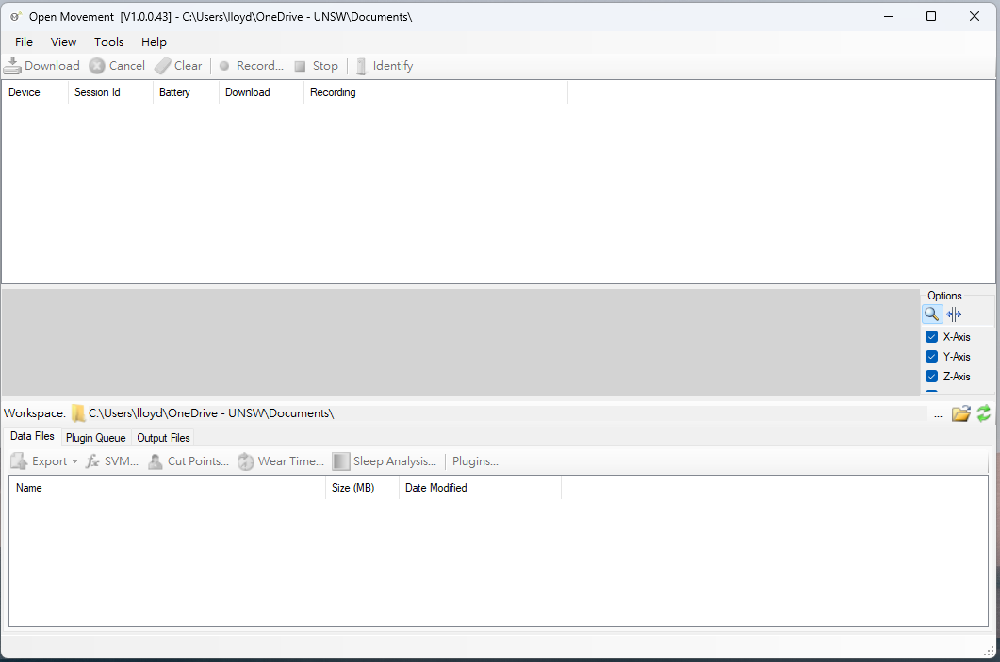 Open Movement [V1.0.0.43] - C:\Users\lloyd\OneDrive - UNSW\Documents\
File View Tools Help
Download Cancel Clear Record... Stop Identify
Device Session Id Battery Download Recording
Options
X-Axis
Y-Axis
Z-Axis
Workspace: C:\Users\lloyd\OneDrive - UNSW\Documents\ ...
Data Files Plugin Queue Output Files
Export fx SVM... Cut Points... Wear Time... Sleep Analysis... Plugins...
Name Size (MB) Date Modified